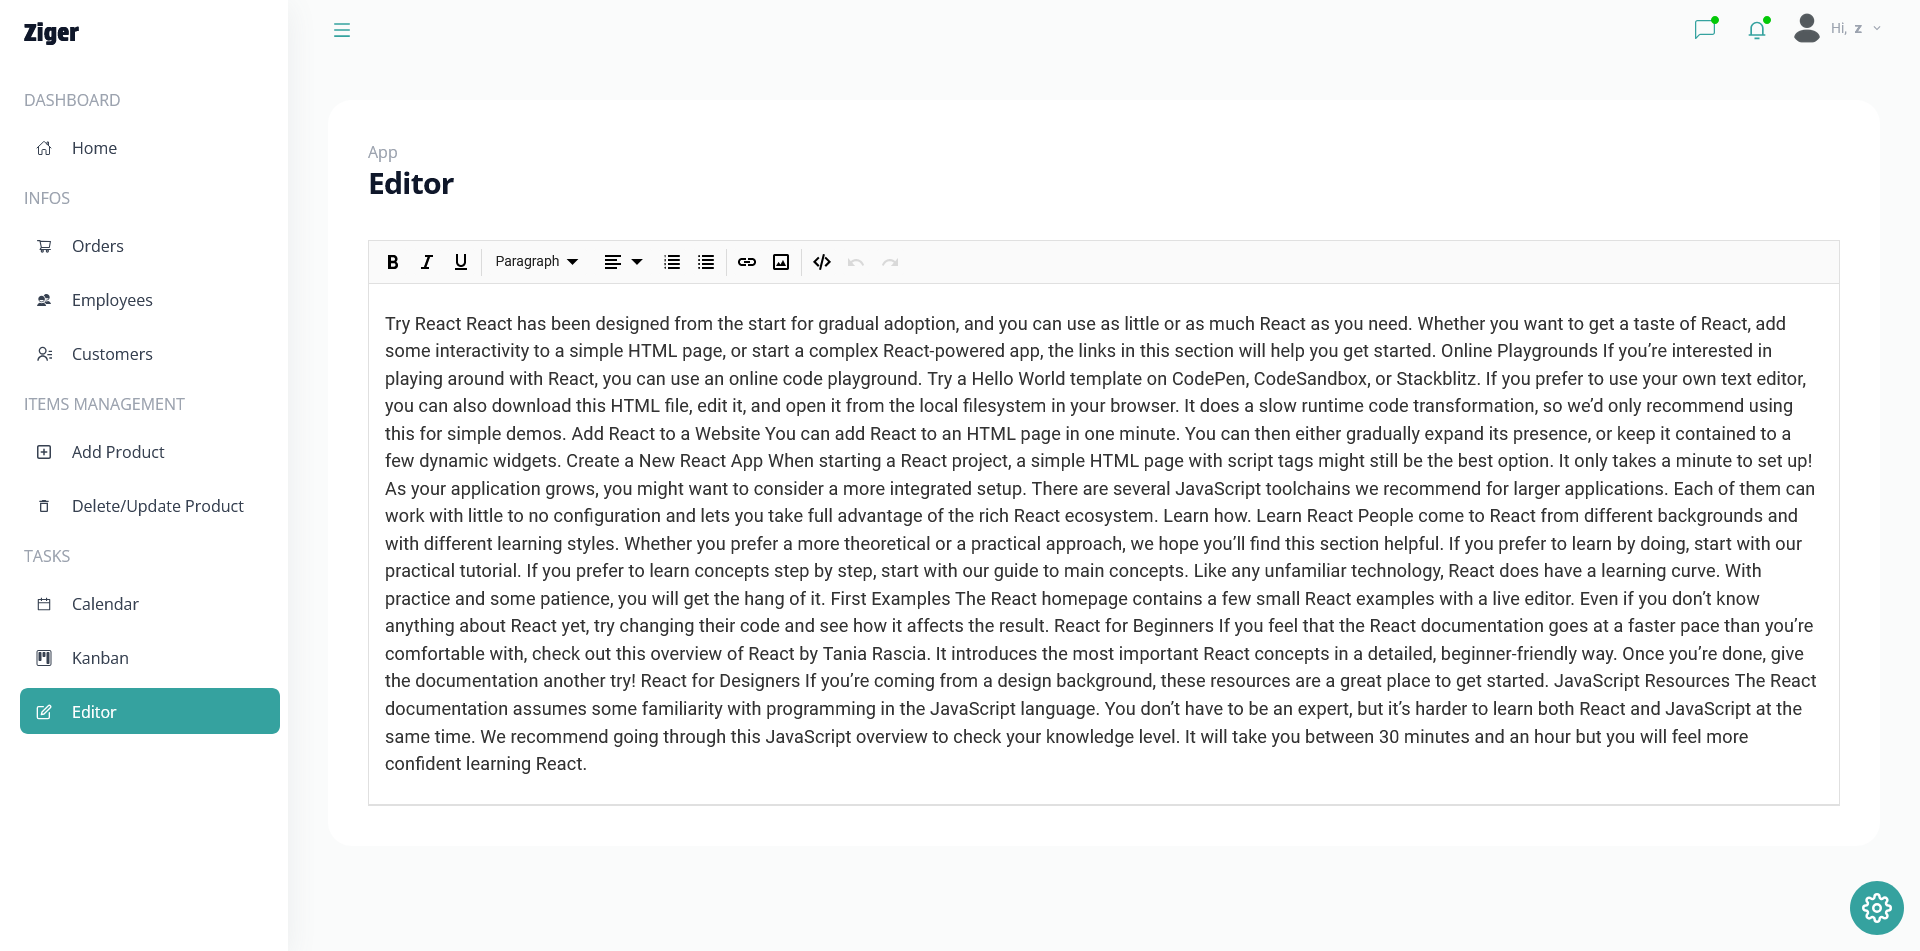 Ziger
Hi, z
DASHBOARD
Home
INFOS
Orders
Employees
Customers
ITEMS MANAGEMENT
Add Product
Delete/Update Product
TASKS
Calendar
Kanban
Editor
App
Editor
B I U Paragraph
Try React React has been designed from the start for gradual adoption, and you can use as little or as much React as you need. Whether you want to get a taste of React, add
some interactivity to a simple HTML page, or start a complex React-powered app, the links in this section will help you get started. Online Playgrounds If you’re interested in
playing around with React, you can use an online code playground. Try a Hello World template on CodePen, CodeSandbox, or Stackblitz. If you prefer to use your own text editor,
you can also download this HTML file, edit it, and open it from the local filesystem in your browser. It does a slow runtime code transformation, so we’d only recommend using
this for simple demos. Add React to a Website You can add React to an HTML page in one minute. You can then either gradually expand its presence, or keep it contained to a
few dynamic widgets. Create a New React App When starting a React project, a simple HTML page with script tags might still be the best option. It only takes a minute to set up!
As your application grows, you might want to consider a more integrated setup. There are several JavaScript toolchains we recommend for larger applications. Each of them can
work with little to no configuration and lets you take full advantage of the rich React ecosystem. Learn how. Learn React People come to React from different backgrounds and
with different learning styles. Whether you prefer a more theoretical or a practical approach, we hope you’ll find this section helpful. If you prefer to learn by doing, start with our
practical tutorial. If you prefer to learn concepts step by step, start with our guide to main concepts. Like any unfamiliar technology, React does have a learning curve. With
practice and some patience, you will get the hang of it. First Examples The React homepage contains a few small React examples with a live editor. Even if you don’t know
anything about React yet, try changing their code and see how it affects the result. React for Beginners If you feel that the React documentation goes at a faster pace than you’re
comfortable with, check out this overview of React by Tania Rascia. It introduces the most important React concepts in a detailed, beginner-friendly way. Once you’re done, give
the documentation another try! React for Designers If you’re coming from a design background, these resources are a great place to get started. JavaScript Resources The React
documentation assumes some familiarity with programming in the JavaScript language. You don’t have to be an expert, but it’s harder to learn both React and JavaScript at the
same time. We recommend going through this JavaScript overview to check your knowledge level. It will take you between 30 minutes and an hour but you will feel more
confident learning React.